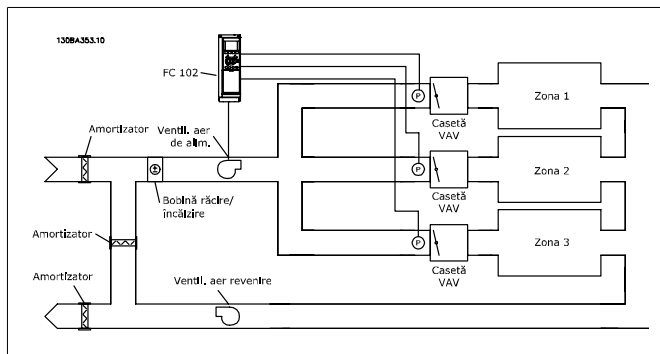 130BA353.10
FC 102
Amortizator
Ventil. aer
de alim.
P
Casetă
VAV
Zona 1
P
Casetă
VAV
Zona 2
Bobină răcire/
încălzire
Amortizator
P
Casetă
VAV
Zona 3
Amortizator
Ventil. aer revenire